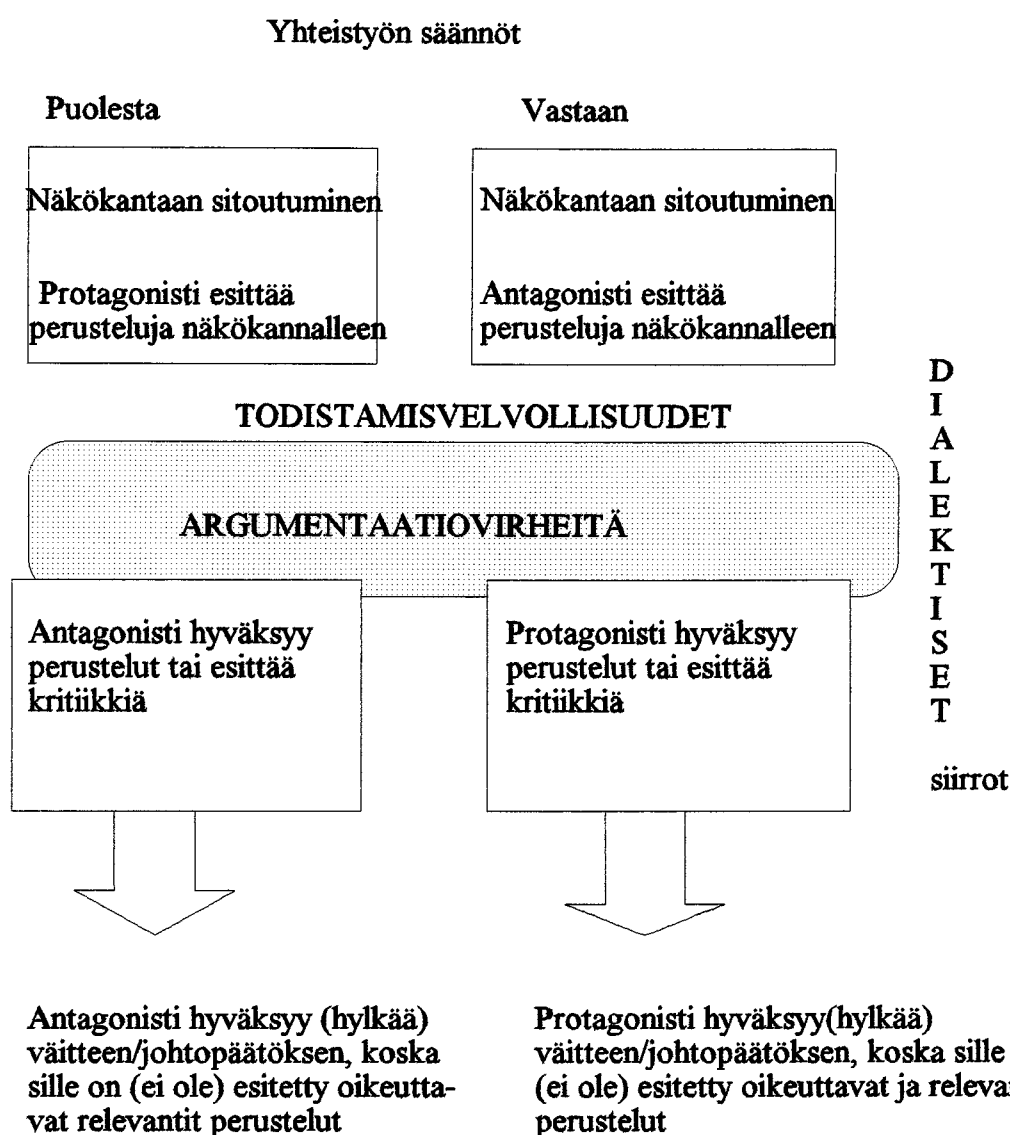 Yhteistyön säännöt
Puolesta
Vastaan
Näkökantaan sitoutuminen
Protagonisti esittää
perusteluja näkökannalleen
Näkökantaan sitoutuminen
Antagonisti esittää
perusteluja näkökannalleen
TODISTAMISVELVOLLISUUDET
ARGUMENTAATIOVIRHEITÄ
Antagonisti hyväksyy
perustelut tai esittää
kritiikkiä
Protagonisti hyväksyy
perustelut tai esittää
kritiikkiä
DIALEKTISET
siirrot
Antagonisti hyväksyy (hylkää)
väitteen/johtopäätöksen, koska
sille on (ei ole) esitetty oikeutta-
vat relevantit perustelut
Protagonisti hyväksyy(hylkää)
väitteen/johtopäätöksen, koska sille
(ei ole) esitetty oikeuttavat ja
perustelut